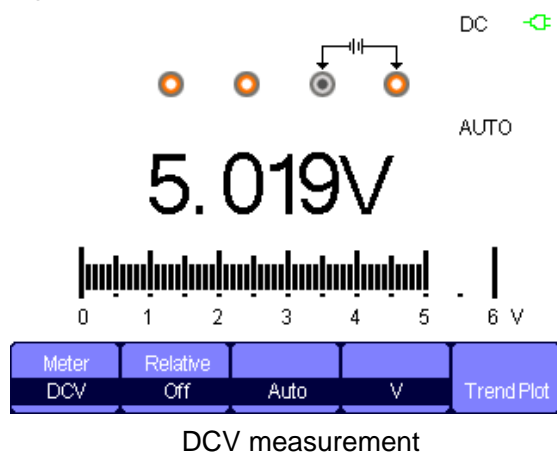 DC
AUTO
5.019V
0 1 2 3 4 5 6 V
Meter Relative
DCV Off Auto V Trend Plot
DCV measurement